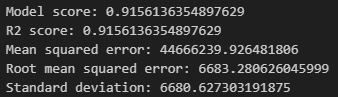 Model score: 0.9156136354897629
R2 score: 0.9156136354897629
Mean squared error: 44666239.926481806
Root mean squared error: 6683.280626045999
Standard deviation: 6680.627303191875